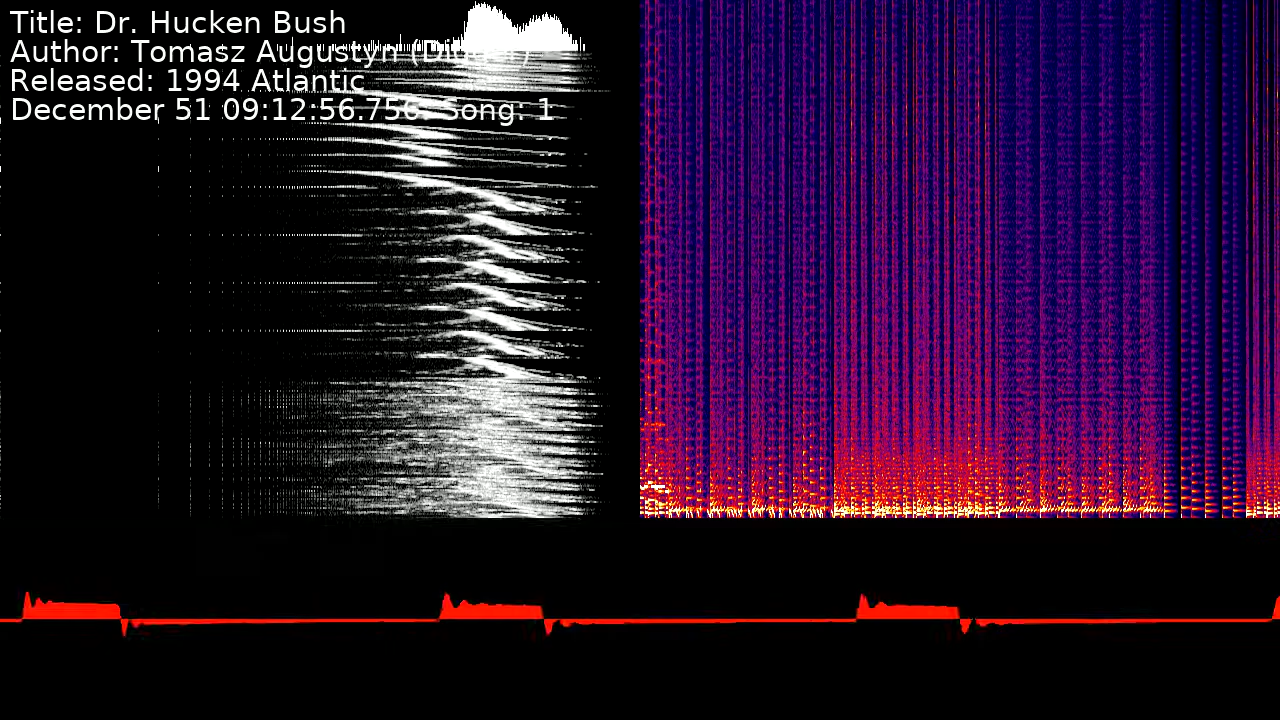 Title: Dr. Hucken Bush
Author: Tomasz Augustyn
Released: 1994 Atlantic
December 51 09:12:56.756. Song: 1